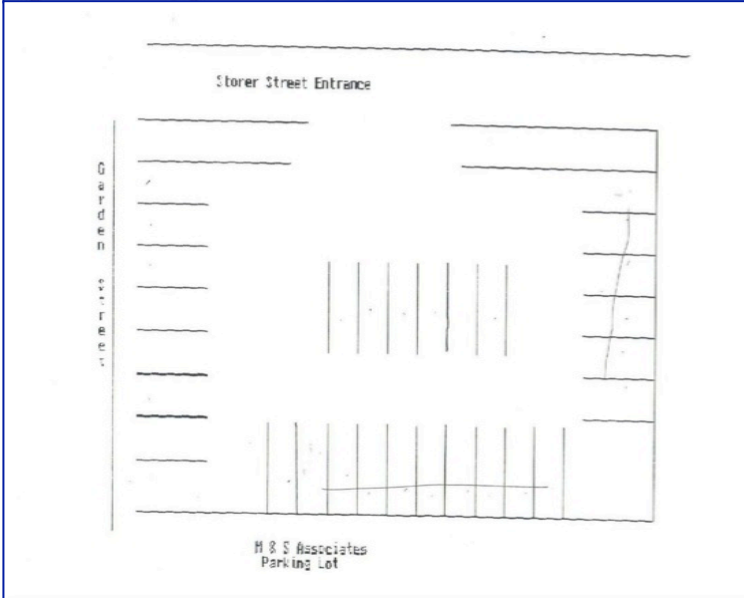 Storer Street Entrance
Garden Street
M & S Associates
Parking Lot